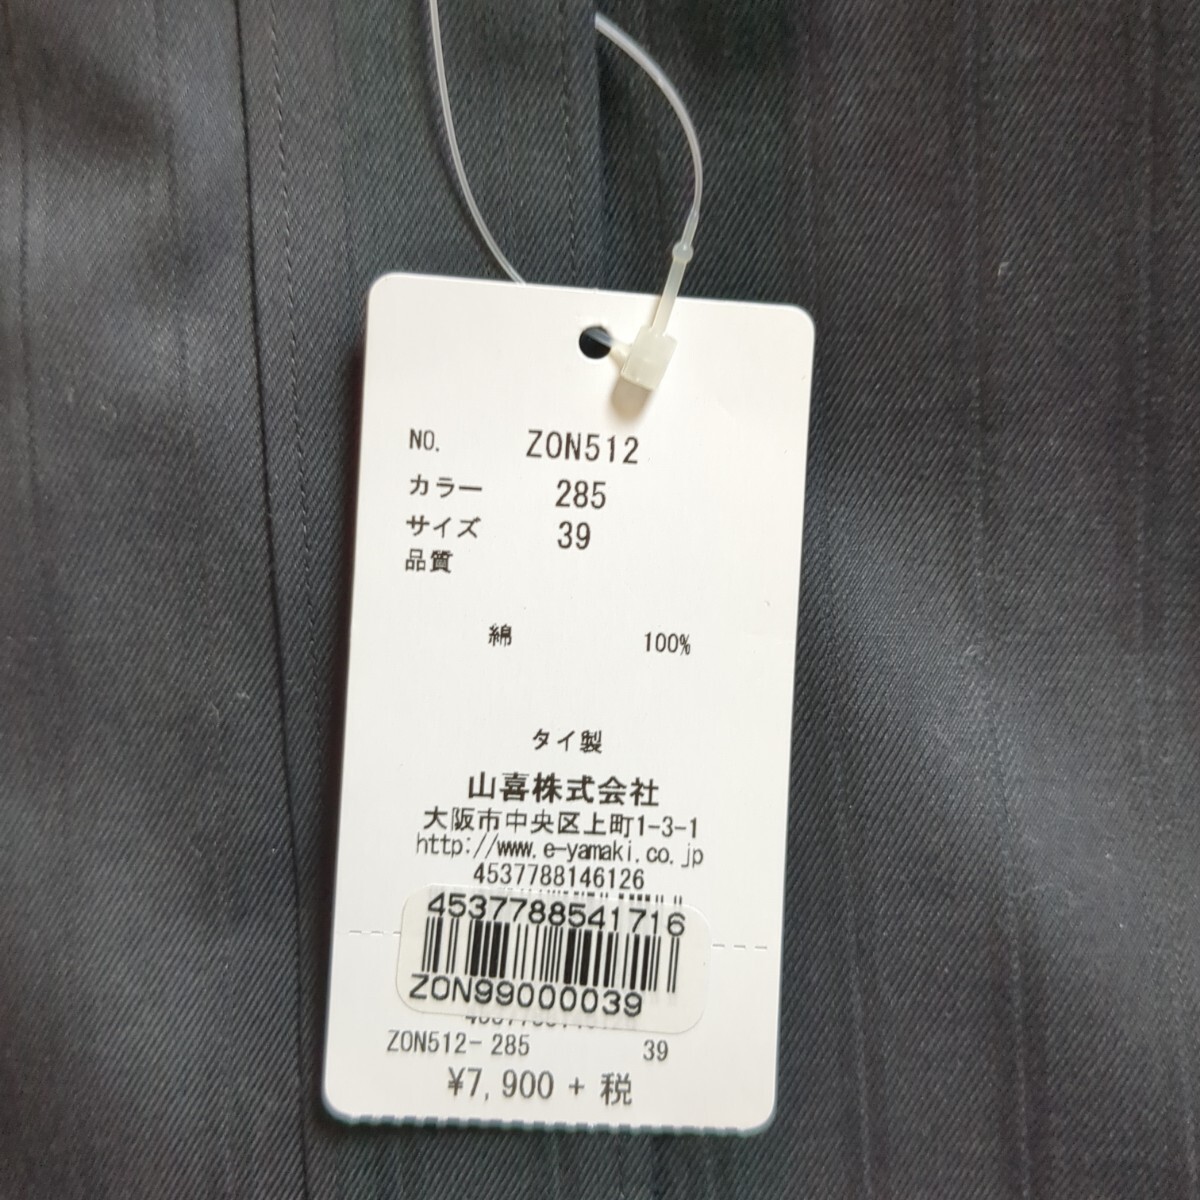 NO. ZON512
カラー 285
サイズ 39
品質
綿 100%
タイ製
山喜株式会社
大阪市中央区上町1-3-1
http://www.e-yamaki.co.jp
4537788146126
4537788541716
ZON99000039
ZON512-285 39
¥7,900 + 税